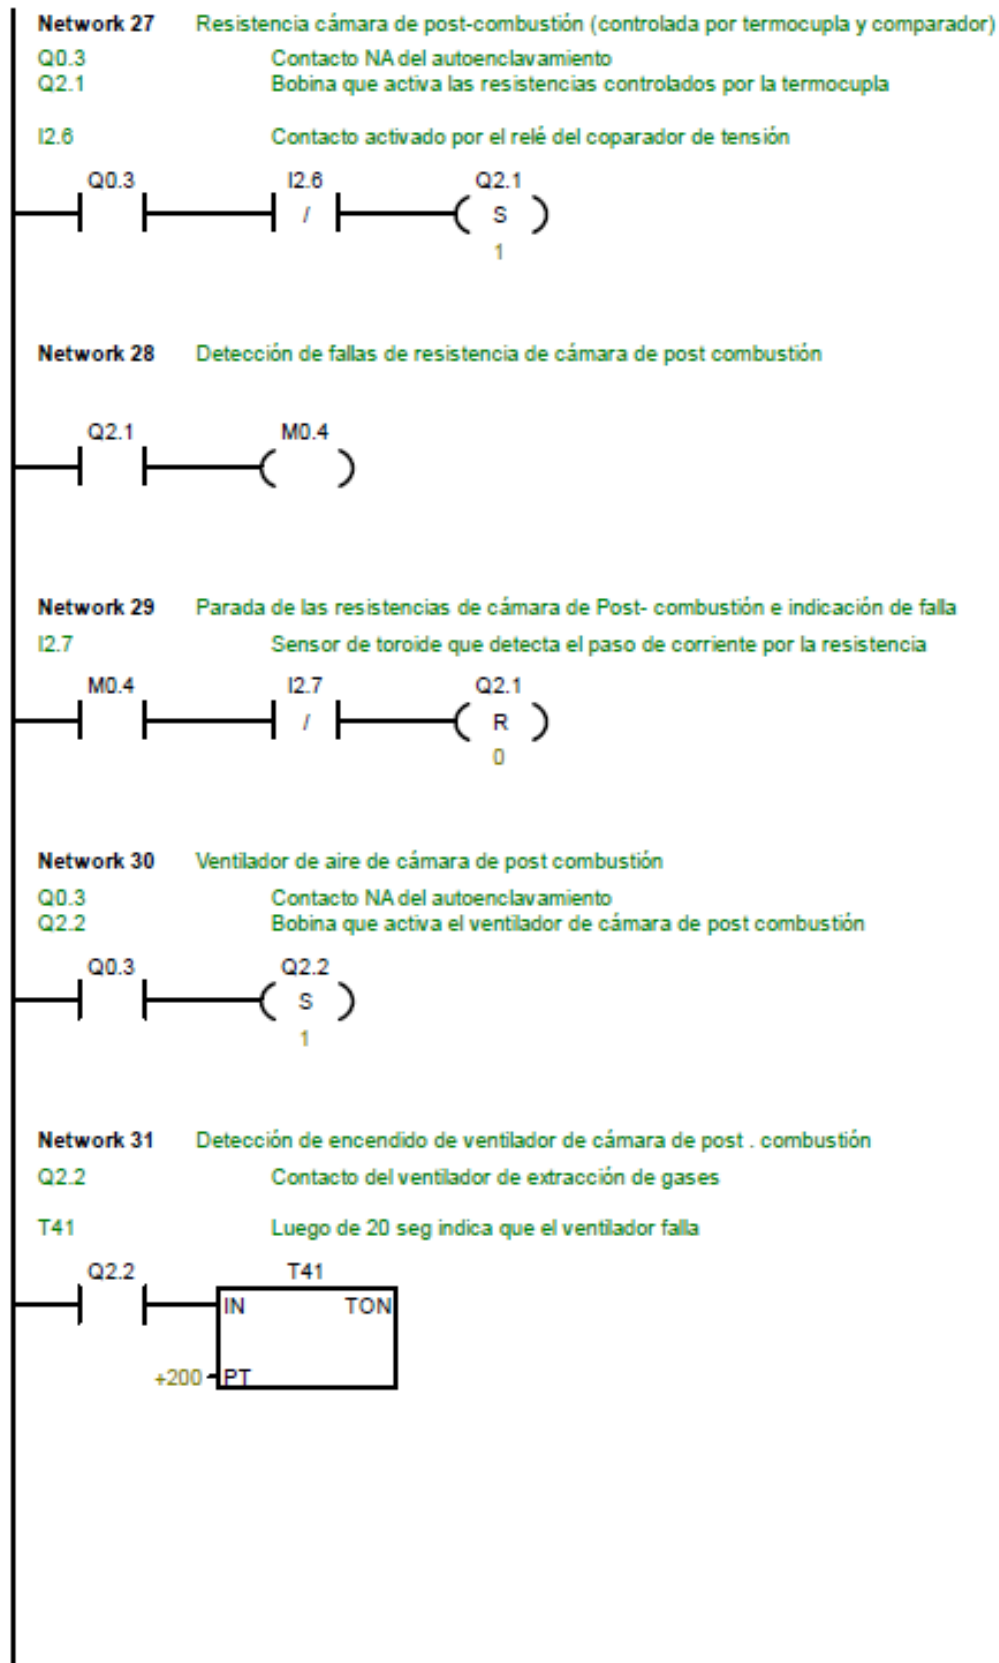 Network 27 Resistencia cámara de post-combustión (controlada por termocupla y comparador)
Q0.3 Contacto NA del autoenclavamiento
Q2.1 Bobina que activa las resistencias controlados por la termocupla
I2.6 Contacto activado por el relé del coparador de tensión
Q0.3 I2.6 Q2.1
/ S
1
Network 28 Detección de fallas de resistencia de cámara de post combustión
Q2.1 M0.4
Network 29 Parada de las resistencias de cámara de Post- combustión e indicación de falla
I2.7 Sensor de toroide que detecta el paso de corriente por la resistencia
M0.4 I2.7 Q2.1
/ R
0
Network 30 Ventilador de aire de cámara de post combustión
Q0.3 Contacto NA del autoenclavamiento
Q2.2 Bobina que activa el ventilador de cámara de post combustión
Q0.3 Q2.2
S
1
Network 31 Detección de encendido de ventilador de cámara de post . combustión
Q2.2 Contacto del ventilador de extracción de gases
T41 Luego de 20 seg indica que el ventilador falla
Q2.2 T41
IN TON
+200 PT